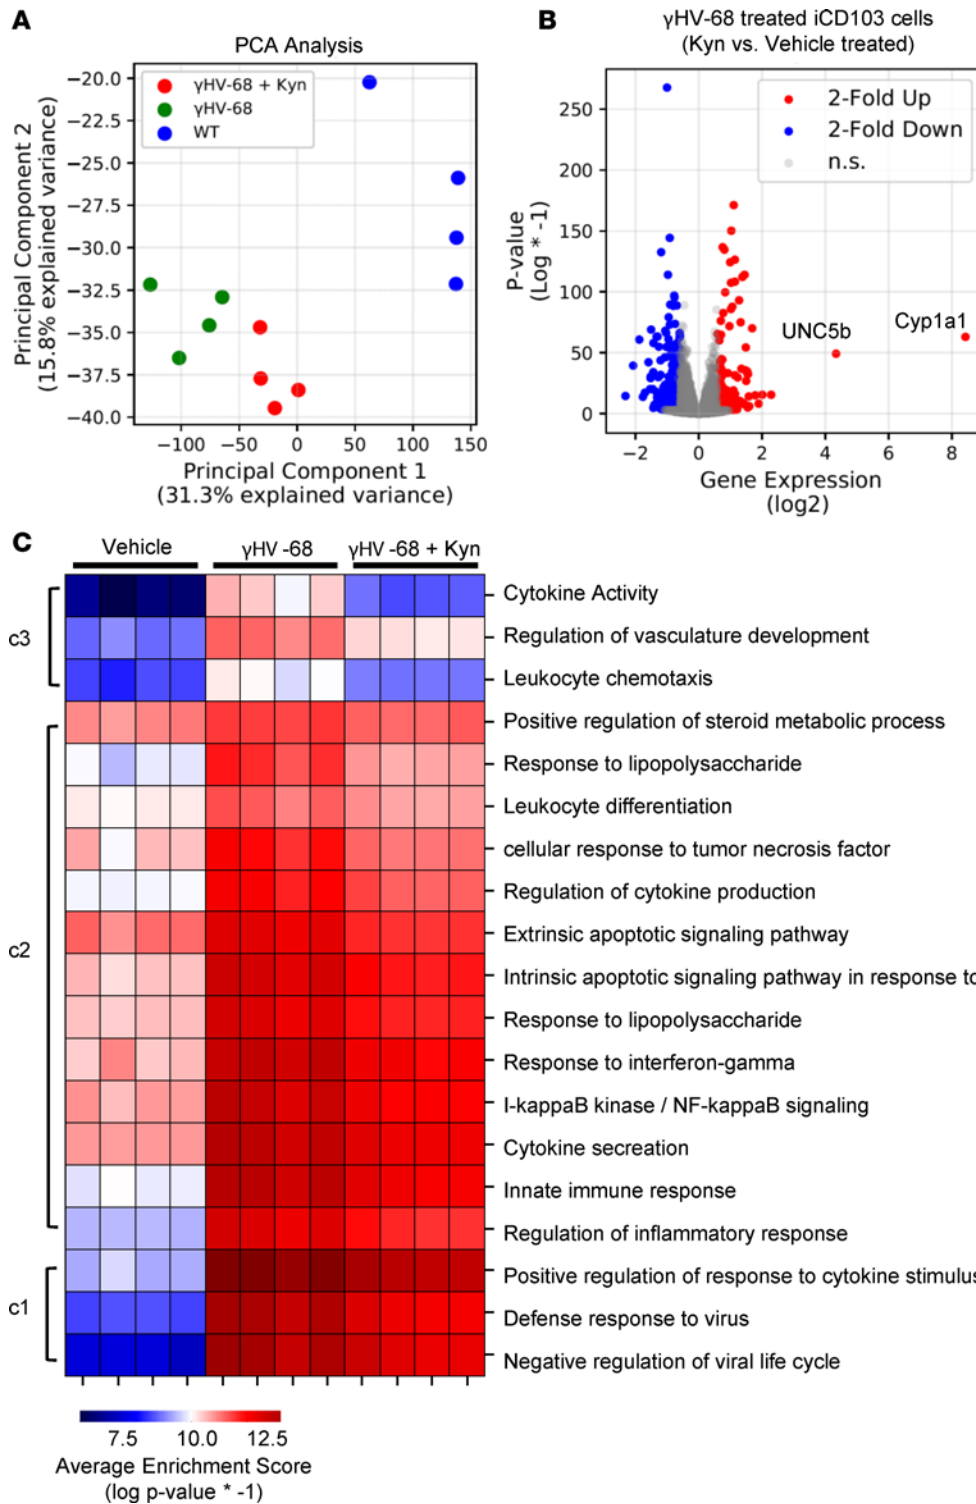 A
PCA Analysis
γHV-68 + Kyn
γHV-68
WT
−20.0
−22.5
−25.0
−27.5
−30.0
−32.5
−35.0
−37.5
−40.0
Principal Component 2
(15.8% explained variance)
−100
−50
0
50
100
150
Principal Component 1
(31.3% explained variance)
B
γHV-68 treated iCD103 cells
(Kyn vs. Vehicle treated)
2-Fold Up
2-Fold Down
n.s.
250
200
150
100
50
0
P-value
(Log * -1)
UNC5b
Cyp1a1
−2
0
2
4
6
8
Gene Expression
(log2)
C
Vehicle
γHV -68
γHV -68 + Kyn
c3
c2
c1
Cytokine Activity
Regulation of vasculature development
Leukocyte chemotaxis
Positive regulation of steroid metabolic process
Response to lipopolysaccharide
Leukocyte differentiation
cellular response to tumor necrosis factor
Regulation of cytokine production
Extrinsic apoptotic signaling pathway
Intrinsic apoptotic signaling pathway in response to
Response to lipopolysaccharide
Response to interferon-gamma
I-kappaB kinase / NF-kappaB signaling
Cytokine secretion
Innate immune response
Regulation of inflammatory response
Positive regulation of response to cytokine stimulus
Defense response to virus
Negative regulation of viral life cycle
7.5
10.0
12.5
Average Enrichment Score
(log p-value * -1)